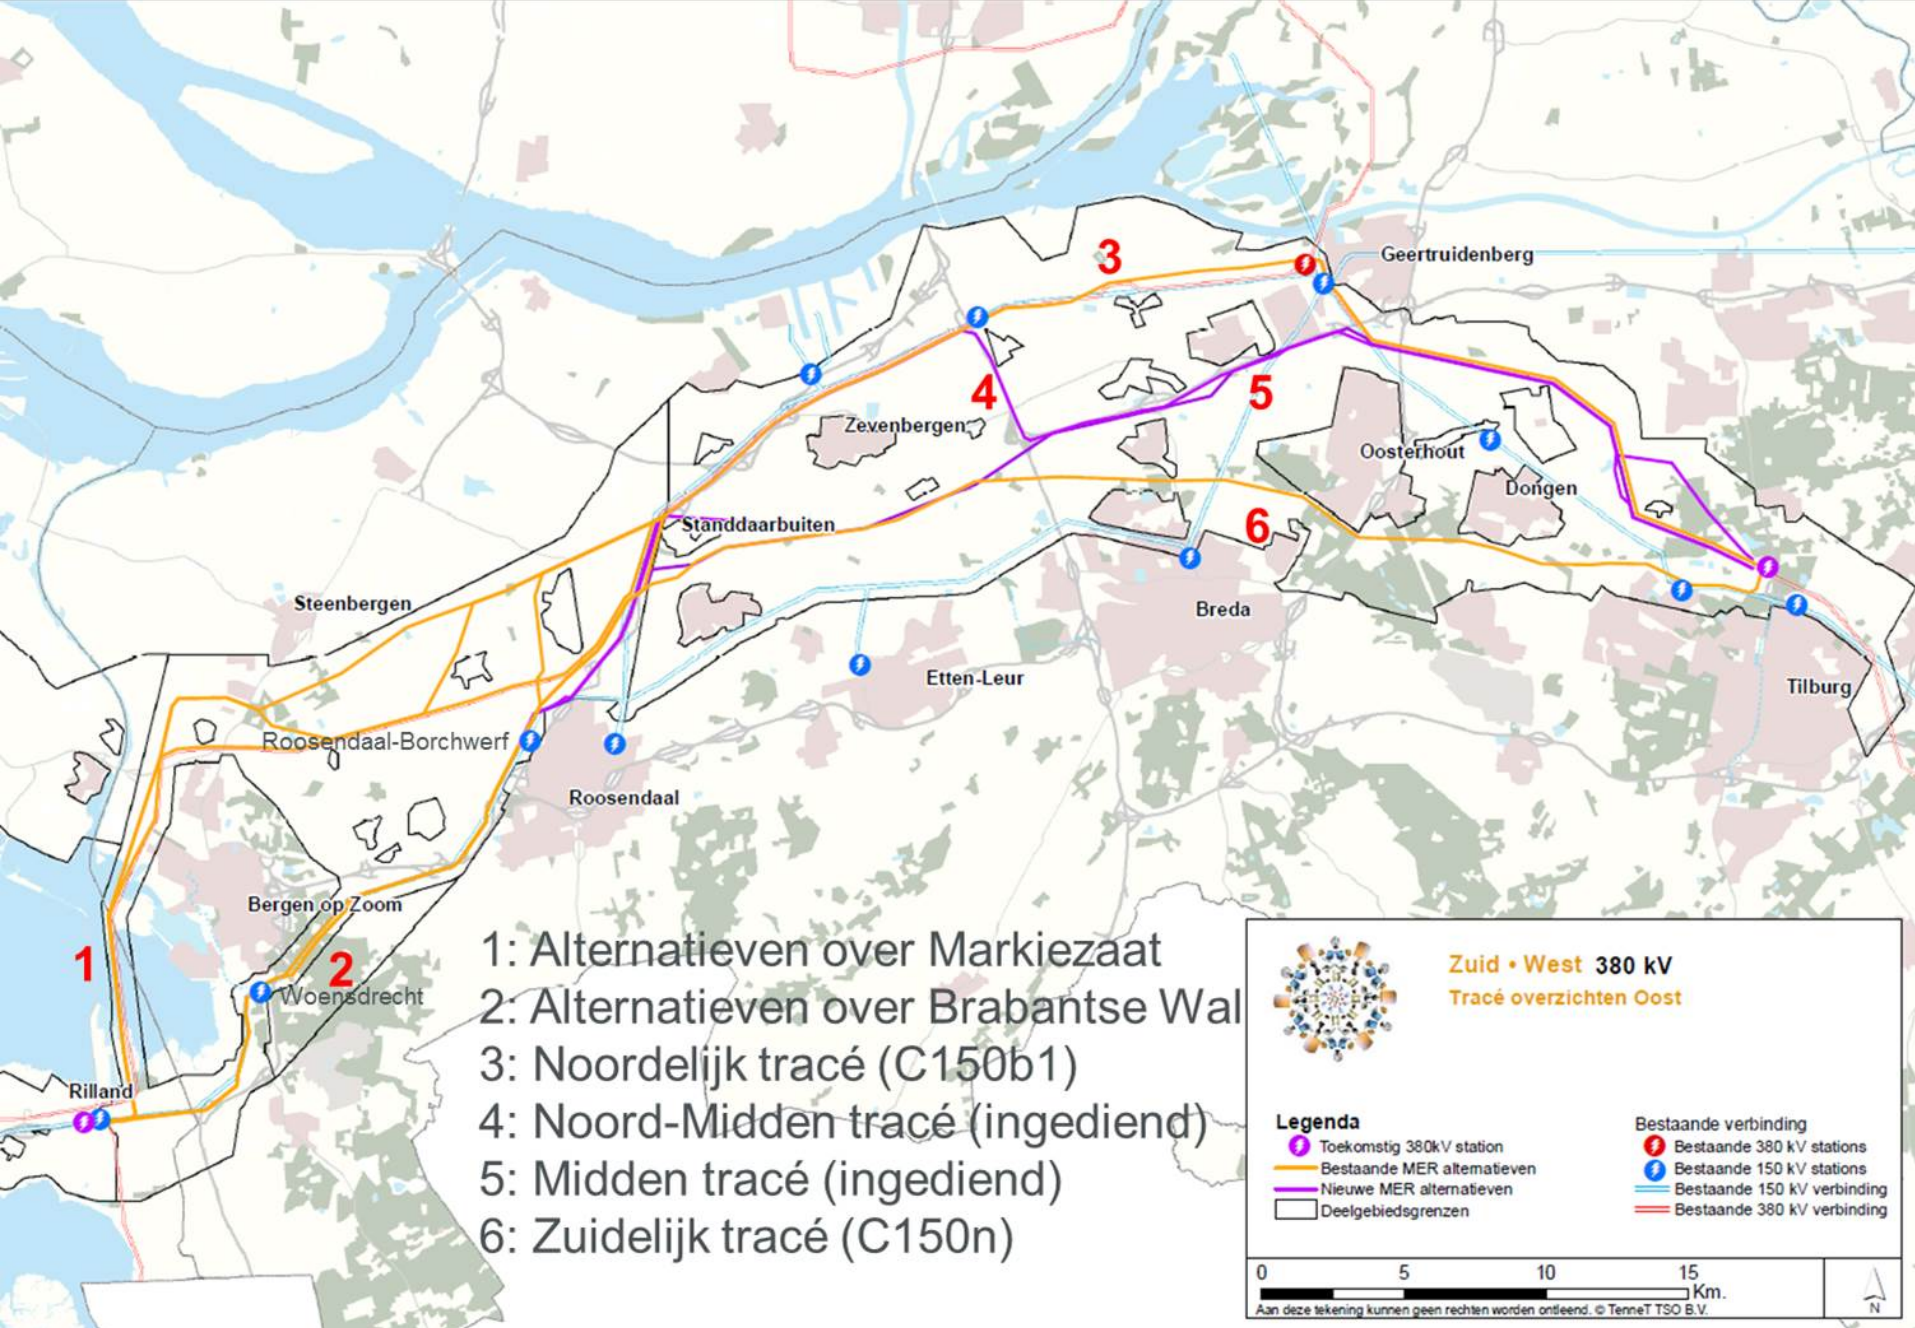 3
Geertruidenberg
4
5
Zevenbergen
Oosterhout
Dongen
Standdaarbuiten
6
Steenbergen
Breda
Etten-Leur
Tilburg
Roosendaal-Borchwerf
Roosendaal
Bergen op Zoom
1
2
Woensdrecht
Rilland
1: Alternatieven over Markiezaat
2: Alternatieven over Brabantse Wal
3: Noordelijk tracé (C150b1)
4: Noord-Midden tracé (ingediend)
5: Midden tracé (ingediend)
6: Zuidelijk tracé (C150n)
Zuid • West 380 kV
Tracé overzichten Oost
Legenda
Toekomstig 380kV station
Bestaande MER alternatieven
Nieuwe MER alternatieven
Deelgebiedsgrenzen
Bestaande verbinding
Bestaande 380 kV stations
Bestaande 150 kV stations
Bestaande 150 kV verbinding
Bestaande 380 kV verbinding
0 5 10 15
Km.
Aan deze tekening kunnen geen rechten worden ontleend. © TenneT TSO B.V.
N